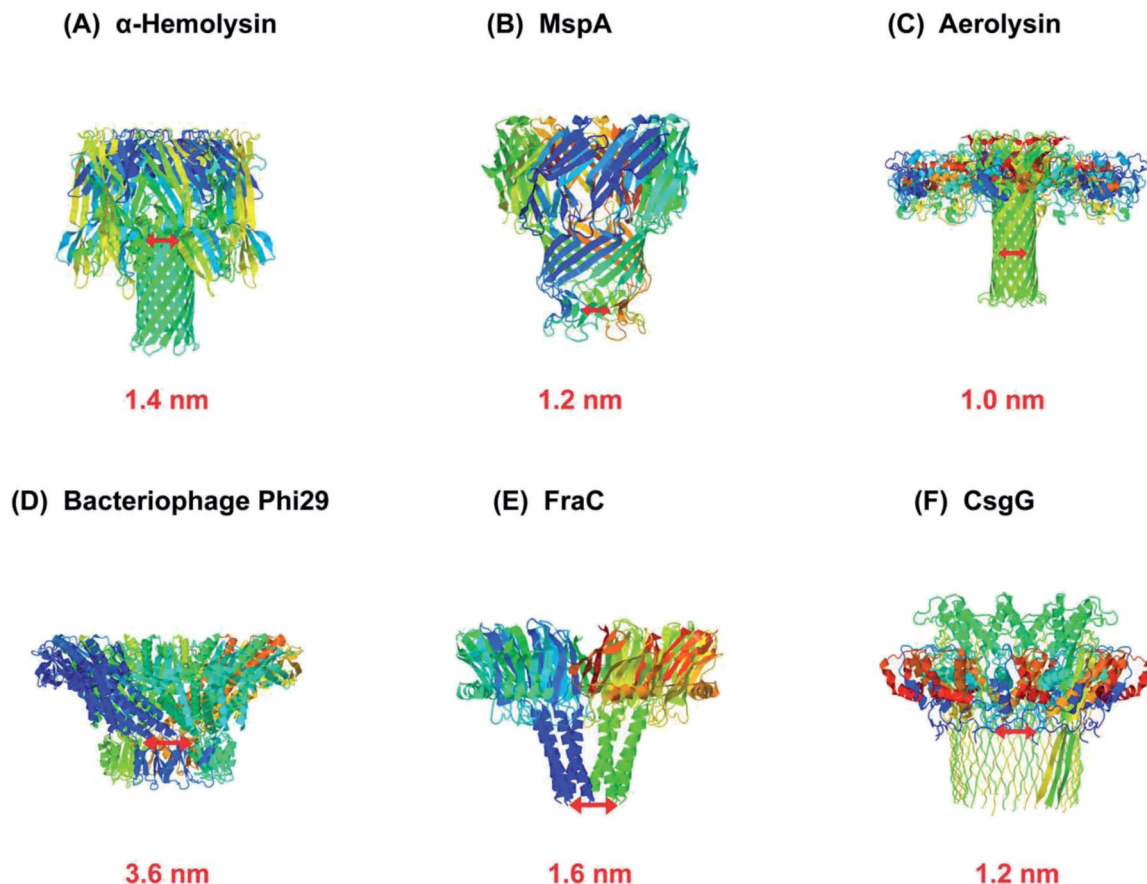 (A) α-Hemolysin
(B) MspA
(C) Aerolysin
1.4 nm
1.2 nm
1.0 nm
(D) Bacteriophage Phi29
(E) FraC
(F) CsgG
3.6 nm
1.6 nm
1.2 nm